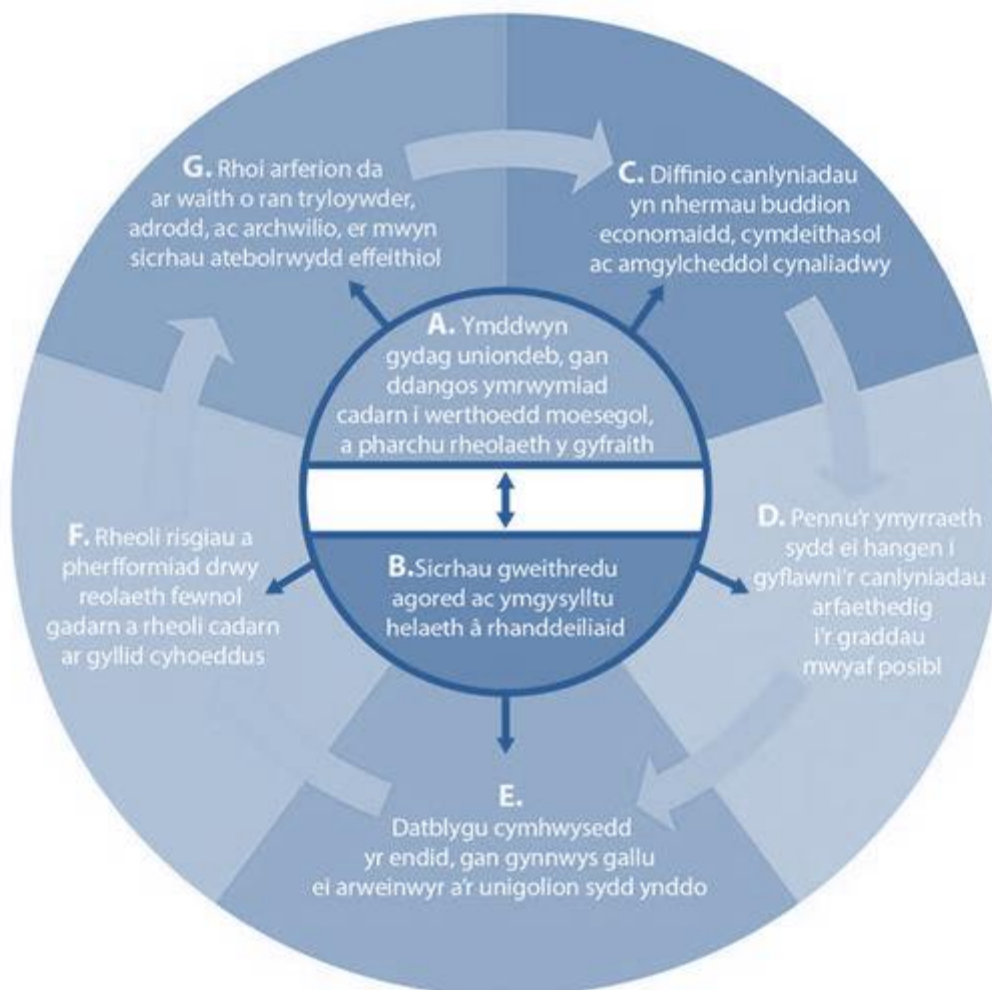 A. Ymddwyn
gydag uniondeb, gan
ddangos ymrwymiad
cadarn i werthoedd moesegol,
a pharchu rheolaeth y gyfraith
B.Sicrhau gweithredu
agored ac ymgysylltu
helaeth â rhanddeiliaid
C. Diffinio canlyniadau
yn nhermau buddion
economaidd, cymdeithasol
ac amgylcheddol cynaliadwy
D. Pennu'r ymyrraeth
sydd ei hangen i
gyflawni'r canlyniadau
arfaethedig
i'r graddau
mwyaf posibl
E.
Datblygu cymhwysedd
yr endid, gan gynnwys gallu
ei arweinwyr a'r unigolion sydd ynddo
F. Rheoli risgiau a
pherfformiad drwy
reolaeth fewnol
gadarn a rheoli cadarn
ar gyllid cyhoeddus
G. Rhoi arferion da
ar waith o ran tryloywder,
adrodd, ac archwilio, er mwyn
sicrhau atebolrwydd effeithiol